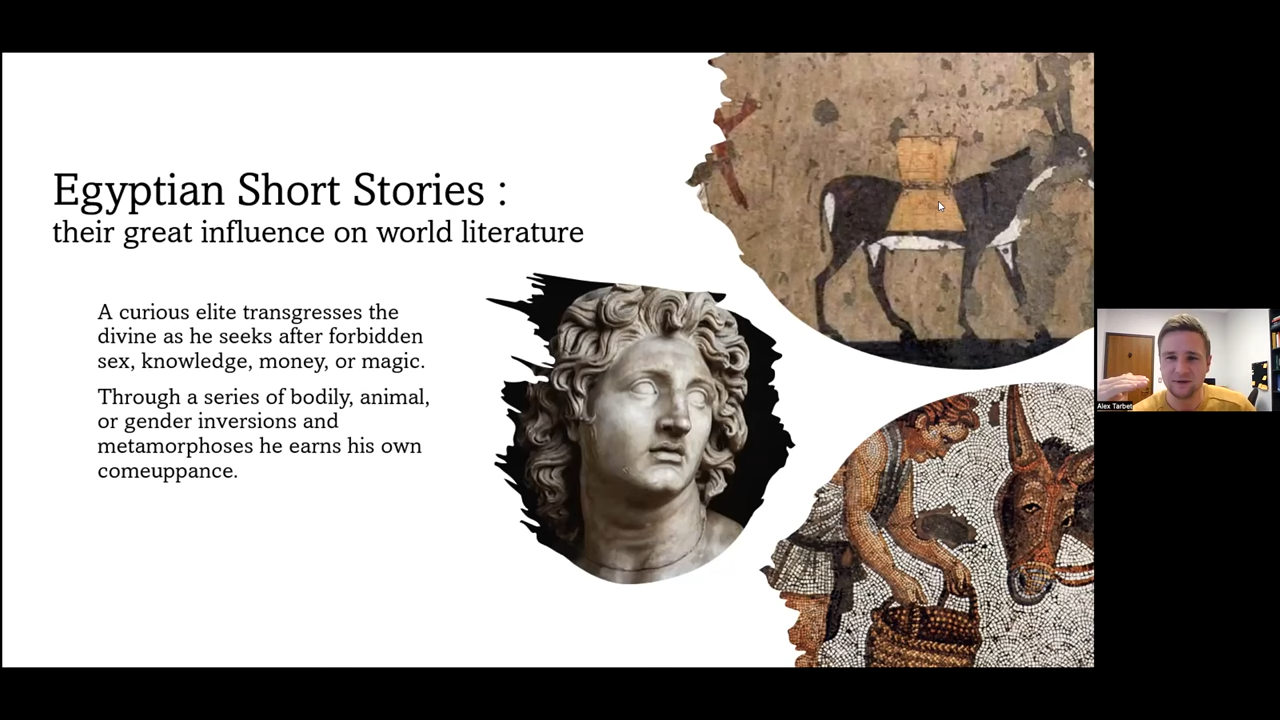 Egyptian Short Stories :
their great influence on world literature
A curious elite transgresses the
divine as he seeks after forbidden
sex, knowledge, money, or magic.
Through a series of bodily, animal,
or gender inversions and
metamorphoses he earns his own
comeuppance.
Alex Tarbet